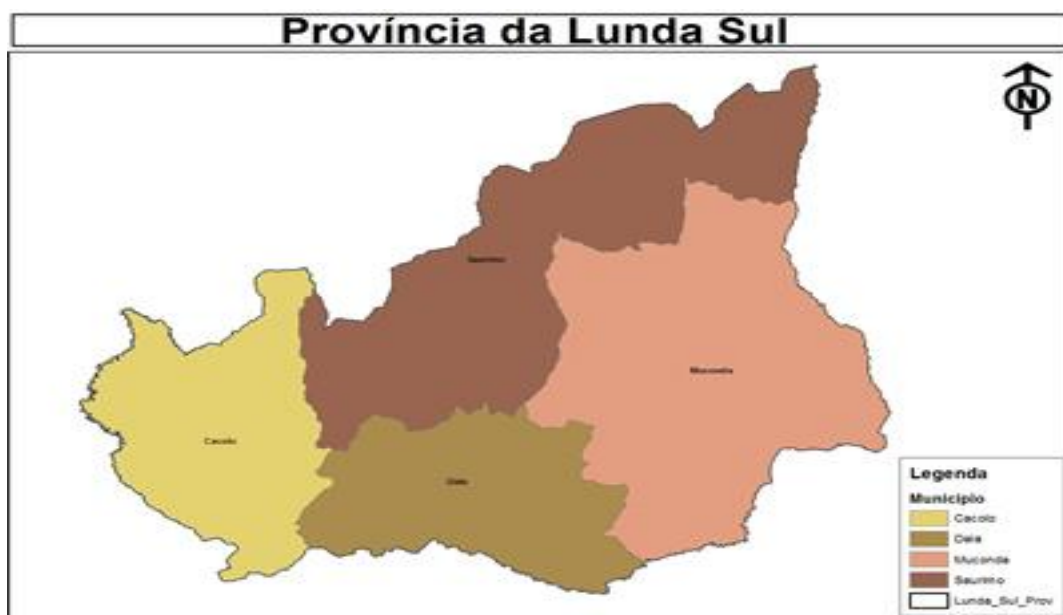 Província da Lunda Sul
N
Saurimo
Muconda
Cacolo
Dala
Legenda
Município
Cacolo
Dala
Muconda
Saurimo
Lunda_Sul_Prov